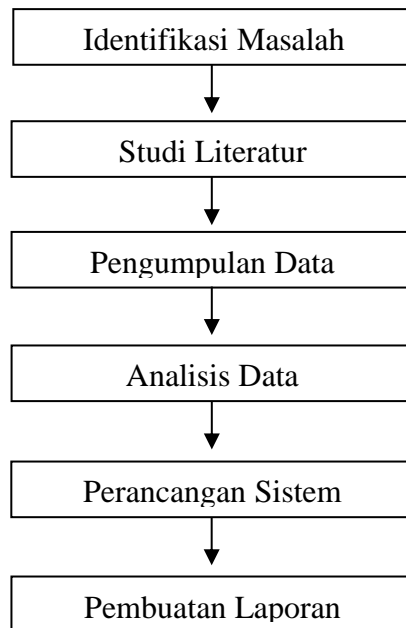 Identifikasi Masalah
Studi Literatur
Pengumpulan Data
Analisis Data
Perancangan Sistem
Pembuatan Laporan